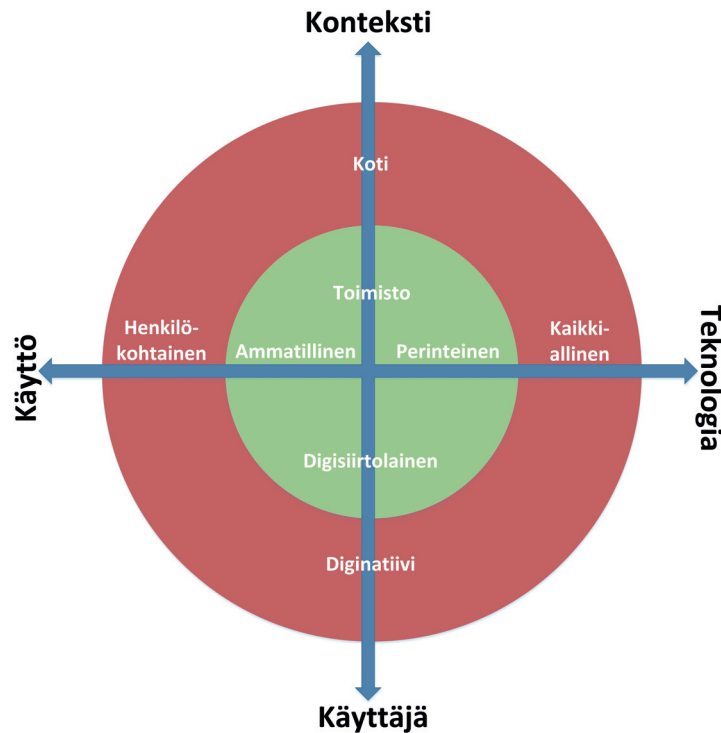 Konteksti
Koti
Toimisto
Henkilö-
kohtainen
Ammatillinen
Perinteinen
Kaikki-
allinen
Käyttö
Teknologia
Digisiirtolainen
Diginatiivi
Käyttäjä